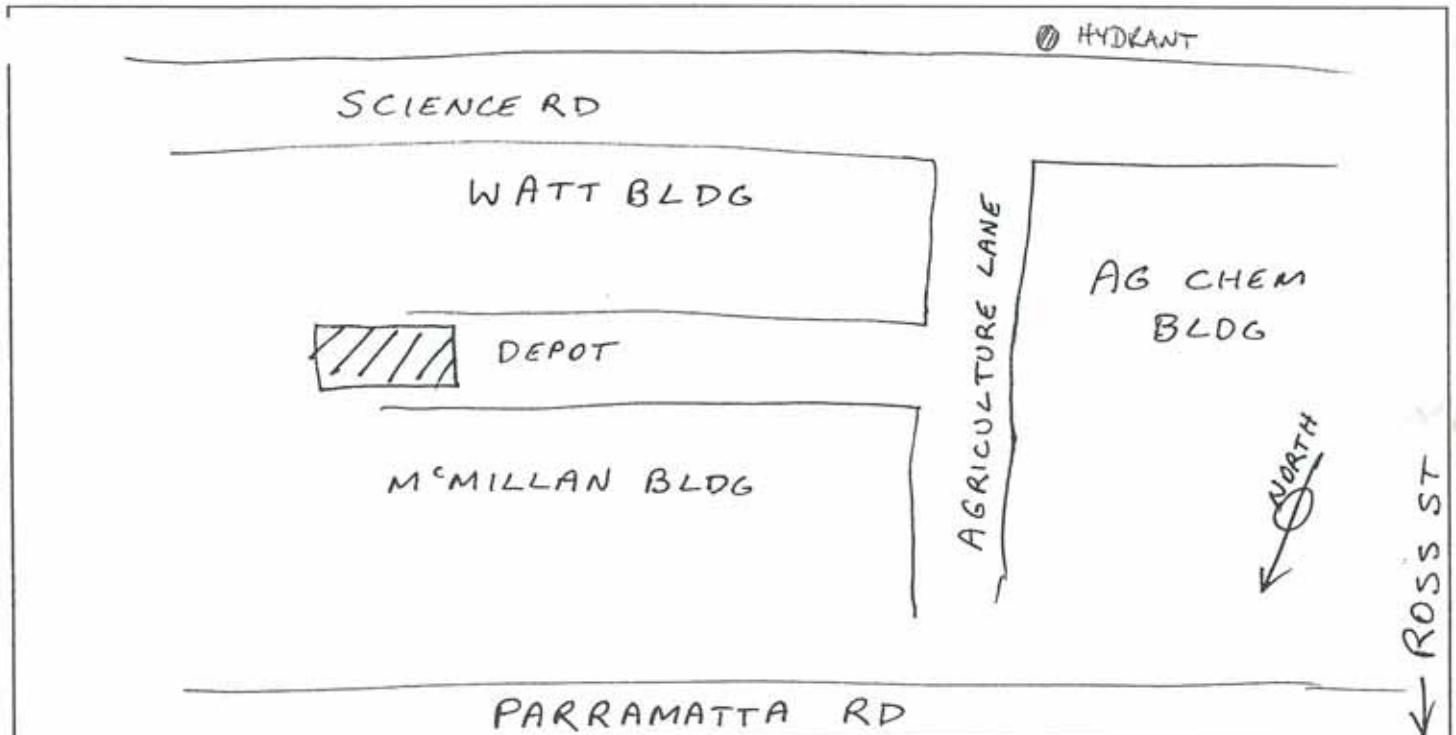 HYDRANT
SCIENCE RD
WATT BLDG
AGRICULTURE LANE
AG CHEM
BLDG
DEPOT
McMILLAN BLDG
NORTH
ROSS ST
PARRAMATTA RD